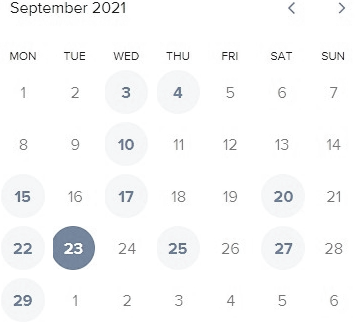 September 2021
MON TUE WED THU FRI SAT SUN
1 2 3 4 5 6 7
8 9 10 11 12 13 14
15 16 17 18 19 20 21
22 23 24 25 26 27 28
29 1 2 3 4 5 6